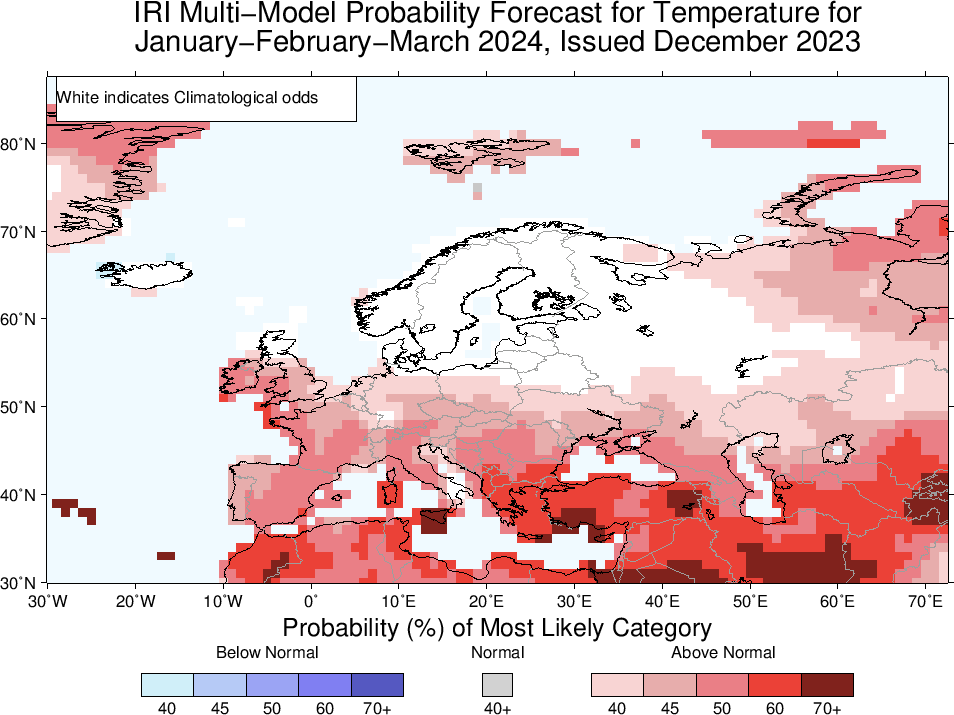 IRI Multi−Model Probability Forecast for Temperature for
January−February−March 2024, Issued December 2023
White indicates Climatological odds
80˚N
70˚N
60˚N
50˚N
40˚N
30˚N
30˚W 20˚W 10˚W 0˚ 10˚E 20˚E 30˚E 40˚E 50˚E 60˚E 70˚E
Probability (%) of Most Likely Category
Below Normal Normal Above Normal
40 45 50 60 70+ 40+ 40 45 50 60 70+